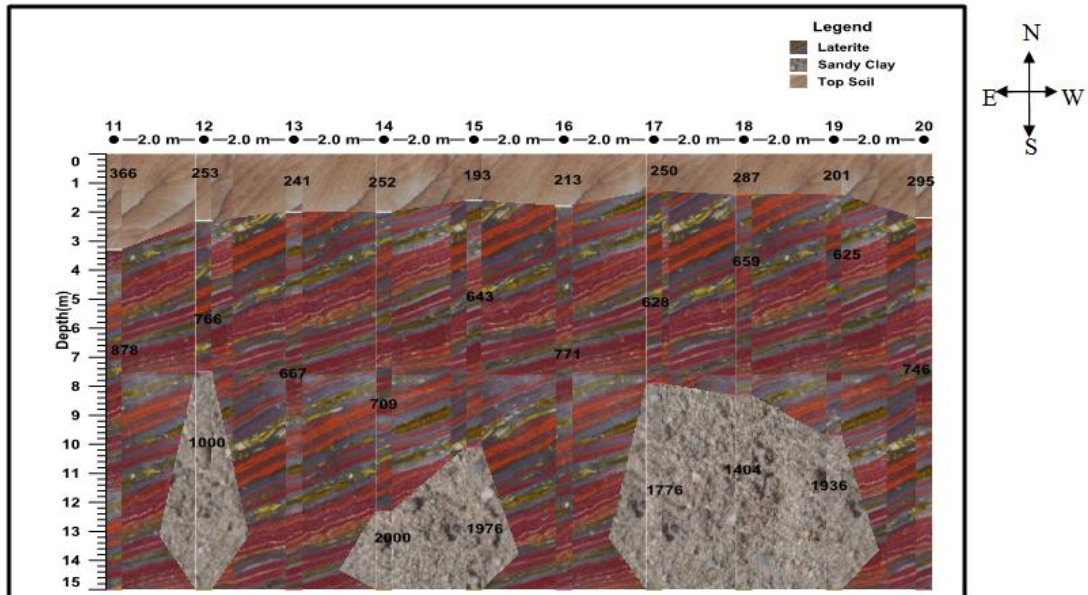 Legend
Laterite
Sandy Clay
Top Soil
N
E W
S
11 12 13 14 15 16 17 18 19 20
2.0 m 2.0 m 2.0 m 2.0 m 2.0 m 2.0 m 2.0 m 2.0 m 2.0 m
0
366 253 241 252 193 213 250 287 201 295
1
2
3
659 625
4
643 628
5
766
6
878 771 746
7
667
8
709
9
1000
10
1404
11
1776 1936
12
2000 1976
13
14
15
Depth(m)